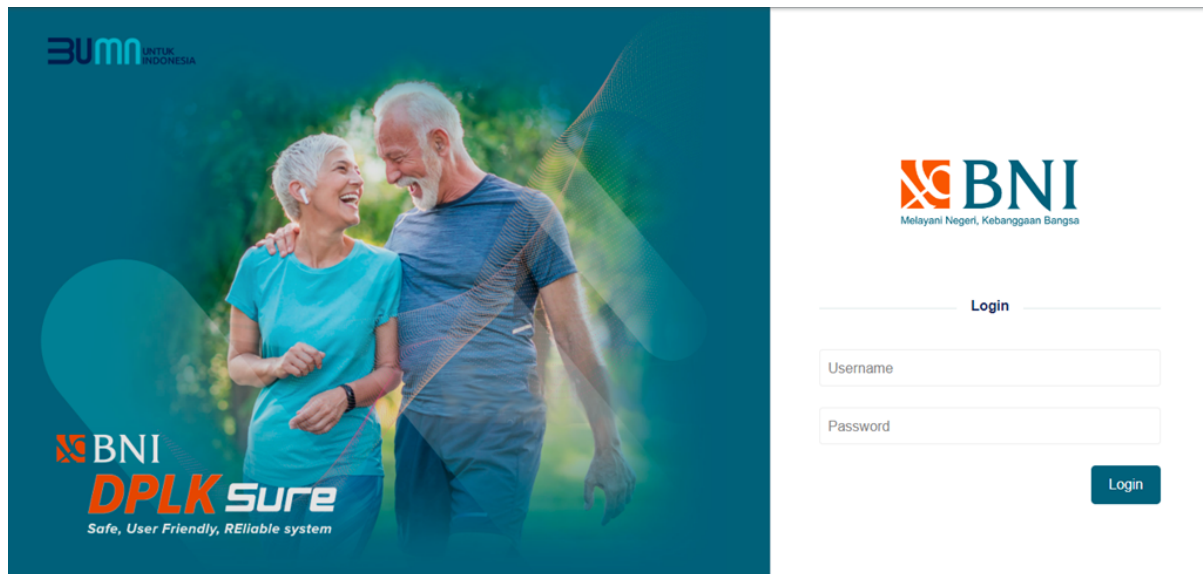 BUMN UNTUK
INDONESIA
BNI
DPLK Sure
Safe, User Friendly, REliable system
BNI
Melayani Negeri, Kebanggaan Bangsa
Login
Username
Password
Login